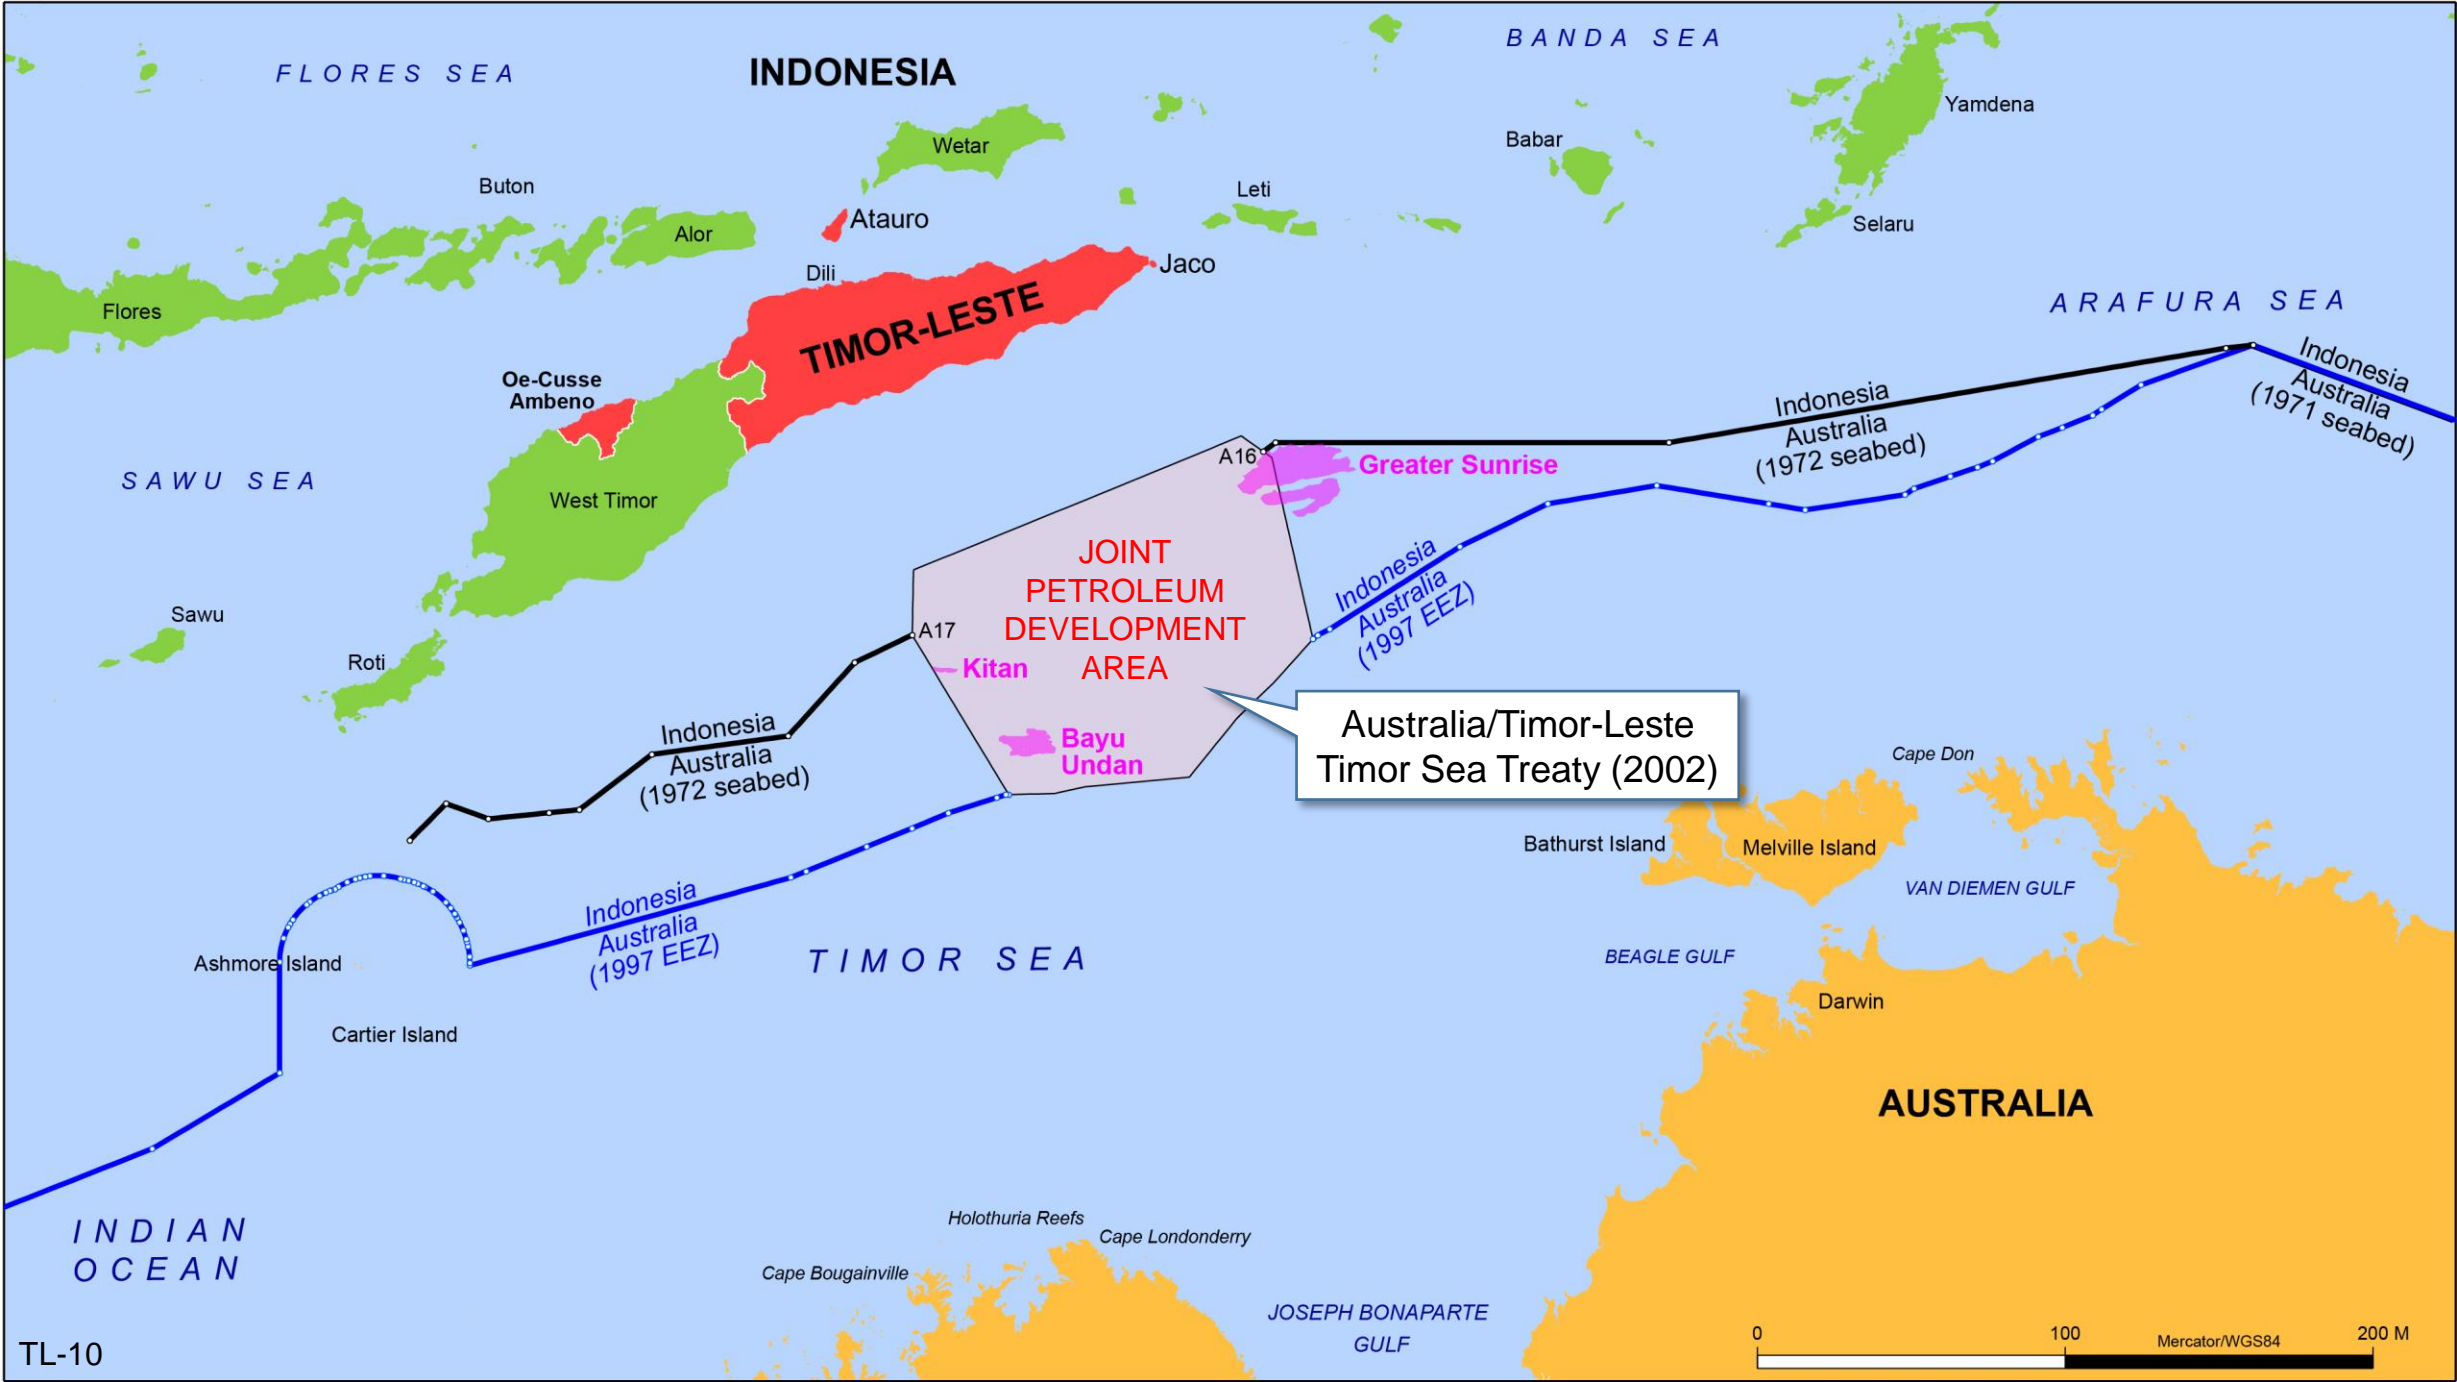 FLORES SEA
INDONESIA
BANDA SEA
Yamdena
Wetar
Babar
Buton
Leti
Atauro
Alor
Selaru
Dili
Jaco
Flores
TIMOR-LESTE
ARAFURA SEA
Indonesia
Australia
(1971 seabed)
Oe-Cusse
Ambeno
Indonesia
Australia
(1972 seabed)
A16
Greater Sunrise
SAWU SEA
West Timor
JOINT
PETROLEUM
DEVELOPMENT
AREA
Indonesia
Australia
(1997 EEZ)
Sawu
A17
Roti
Kitan
Indonesia
Australia
(1972 seabed)
Bayu
Undan
Australia/Timor-Leste
Timor Sea Treaty (2002)
Cape Don
Bathurst Island
Melville Island
VAN DIEMEN GULF
Indonesia
Australia
(1997 EEZ)
TIMOR SEA
BEAGLE GULF
Ashmore Island
Darwin
Cartier Island
AUSTRALIA
INDIAN
OCEAN
Holothuria Reefs
Cape Londonderry
Cape Bougainville
JOSEPH BONAPARTE
GULF
TL-10
0 100 200 M
Mercator/WGS84